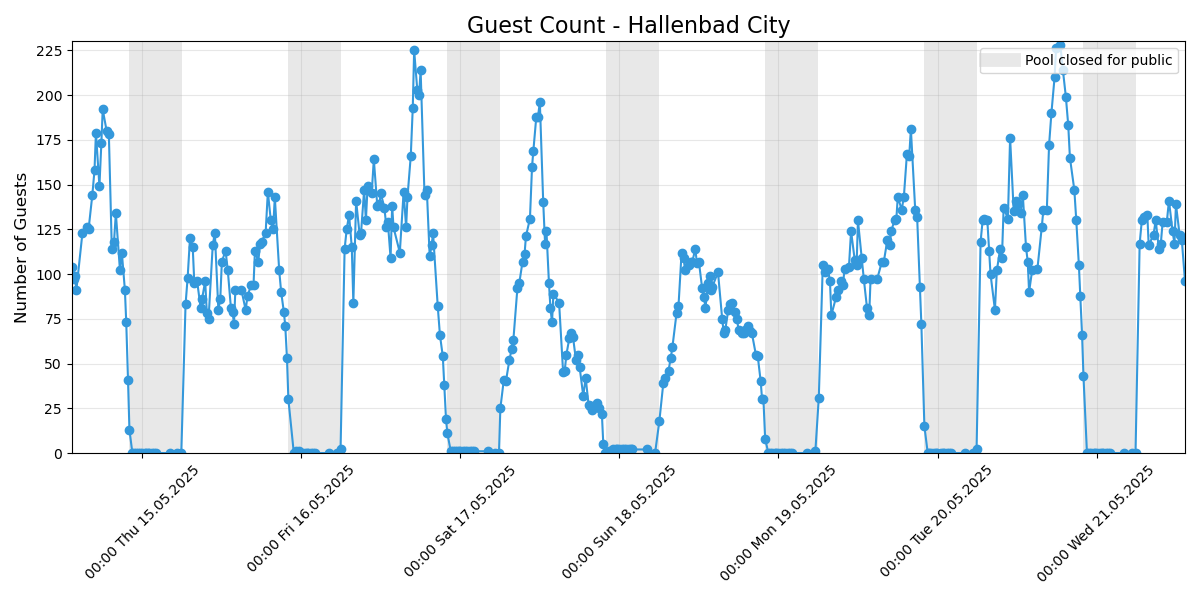 Guest Count - Hallenbad City
Pool closed for public
Number of Guests
225
200
175
150
125
100
75
50
25
0
00:00 Thu 15.05.2025
00:00 Fri 16.05.2025
00:00 Sat 17.05.2025
00:00 Sun 18.05.2025
00:00 Mon 19.05.2025
00:00 Tue 20.05.2025
00:00 Wed 21.05.2025